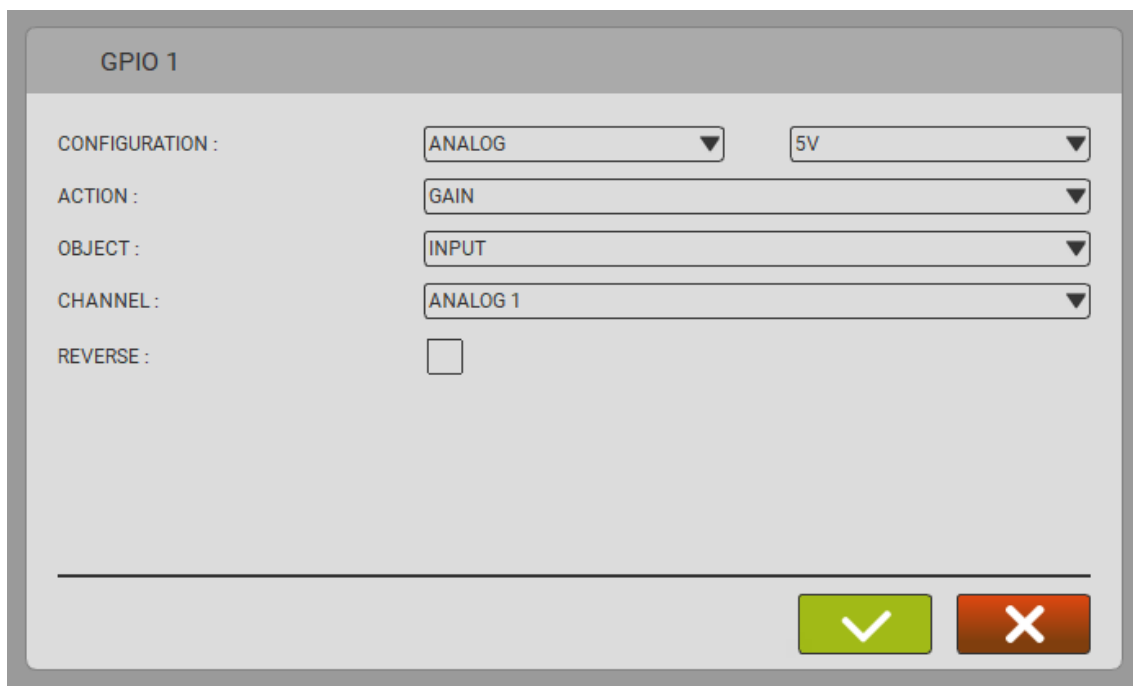 GPIO 1
CONFIGURATION : ANALOG 5V
ACTION : GAIN
OBJECT : INPUT
CHANNEL : ANALOG 1
REVERSE :